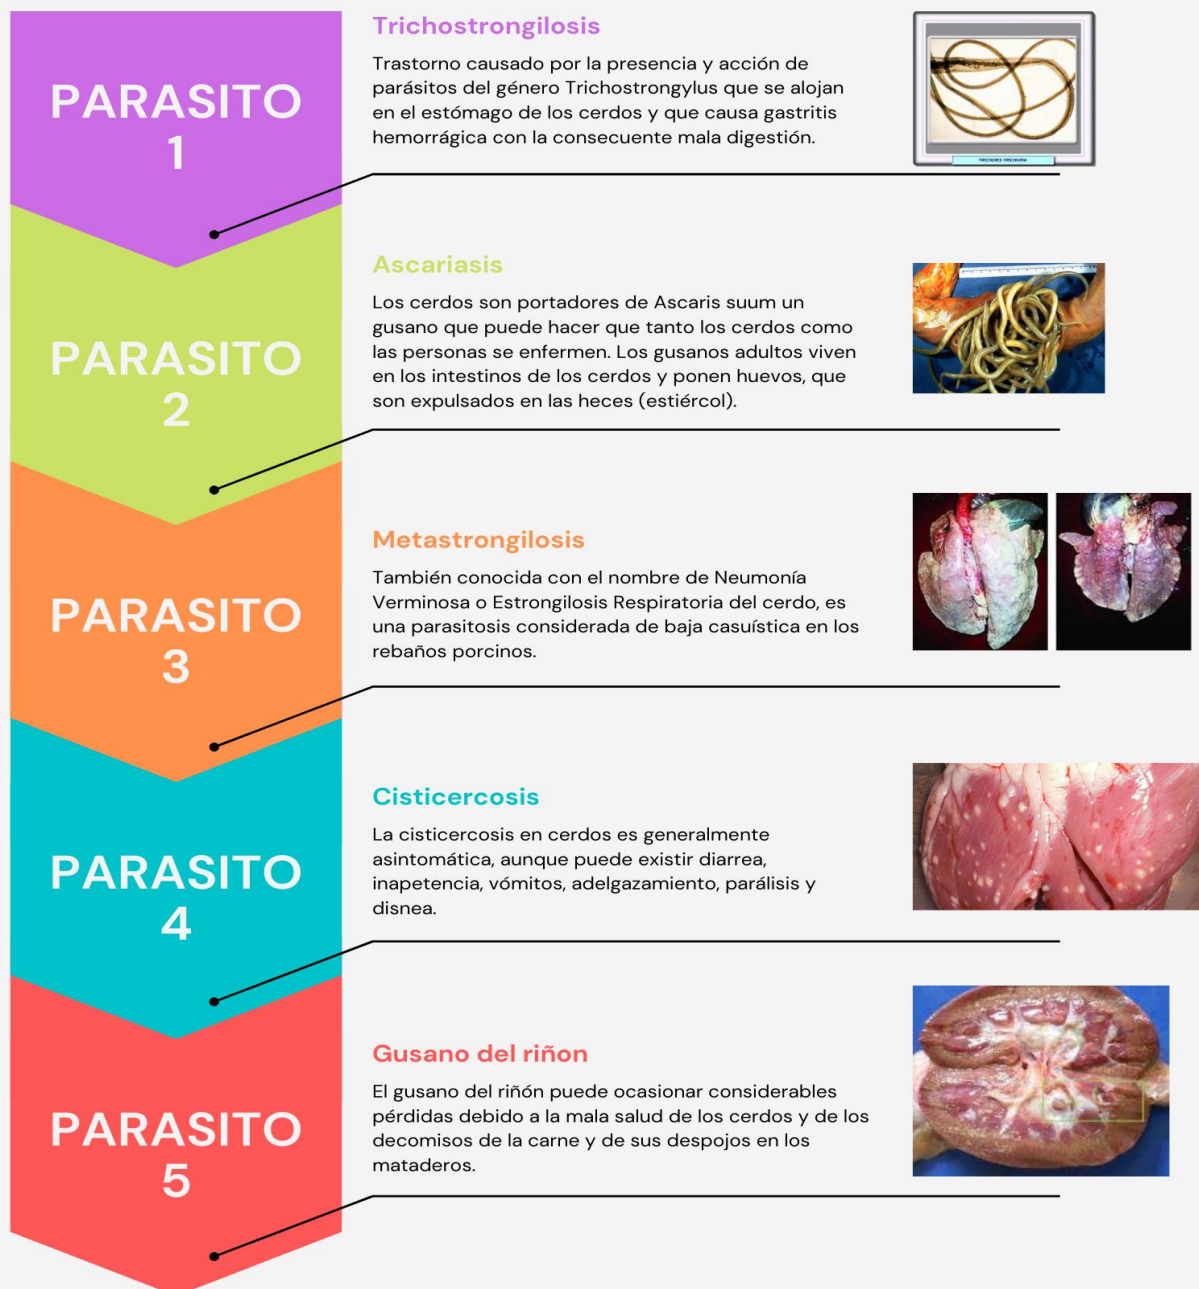 PARASITO
1
Trichostrongilosis
Trastorno causado por la presencia y acción de
parásitos del género Trichostrongylus que se alojan
en el estómago de los cerdos y que causa gastritis
hemorrágica con la consecuente mala digestión.
TRICHURIS TRICHIURA
PARASITO
2
Ascariasis
Los cerdos son portadores de Ascaris suum un
gusano que puede hacer que tanto los cerdos como
las personas se enfermen. Los gusanos adultos viven
en los intestinos de los cerdos y ponen huevos, que
son expulsados en las heces (estiércol).
PARASITO
3
Metastrongilosis
También conocida con el nombre de Neumonía
Verminosa o Estrongilosis Respiratoria del cerdo, es
una parasitosis considerada de baja casuística en los
rebaños porcinos.
PARASITO
4
Cisticercosis
La cisticercosis en cerdos es generalmente
asintomática, aunque puede existir diarrea,
inapetencia, vómitos, adelgazamiento, parálisis y
disnea.
PARASITO
5
Gusano del riñon
El gusano del riñón puede ocasionar considerables
pérdidas debido a la mala salud de los cerdos y de los
decomisos de la carne y de sus despojos en los
mataderos.